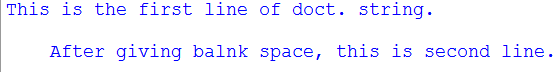 This is the first line of doct. string.
After giving balnk space, this is second line.